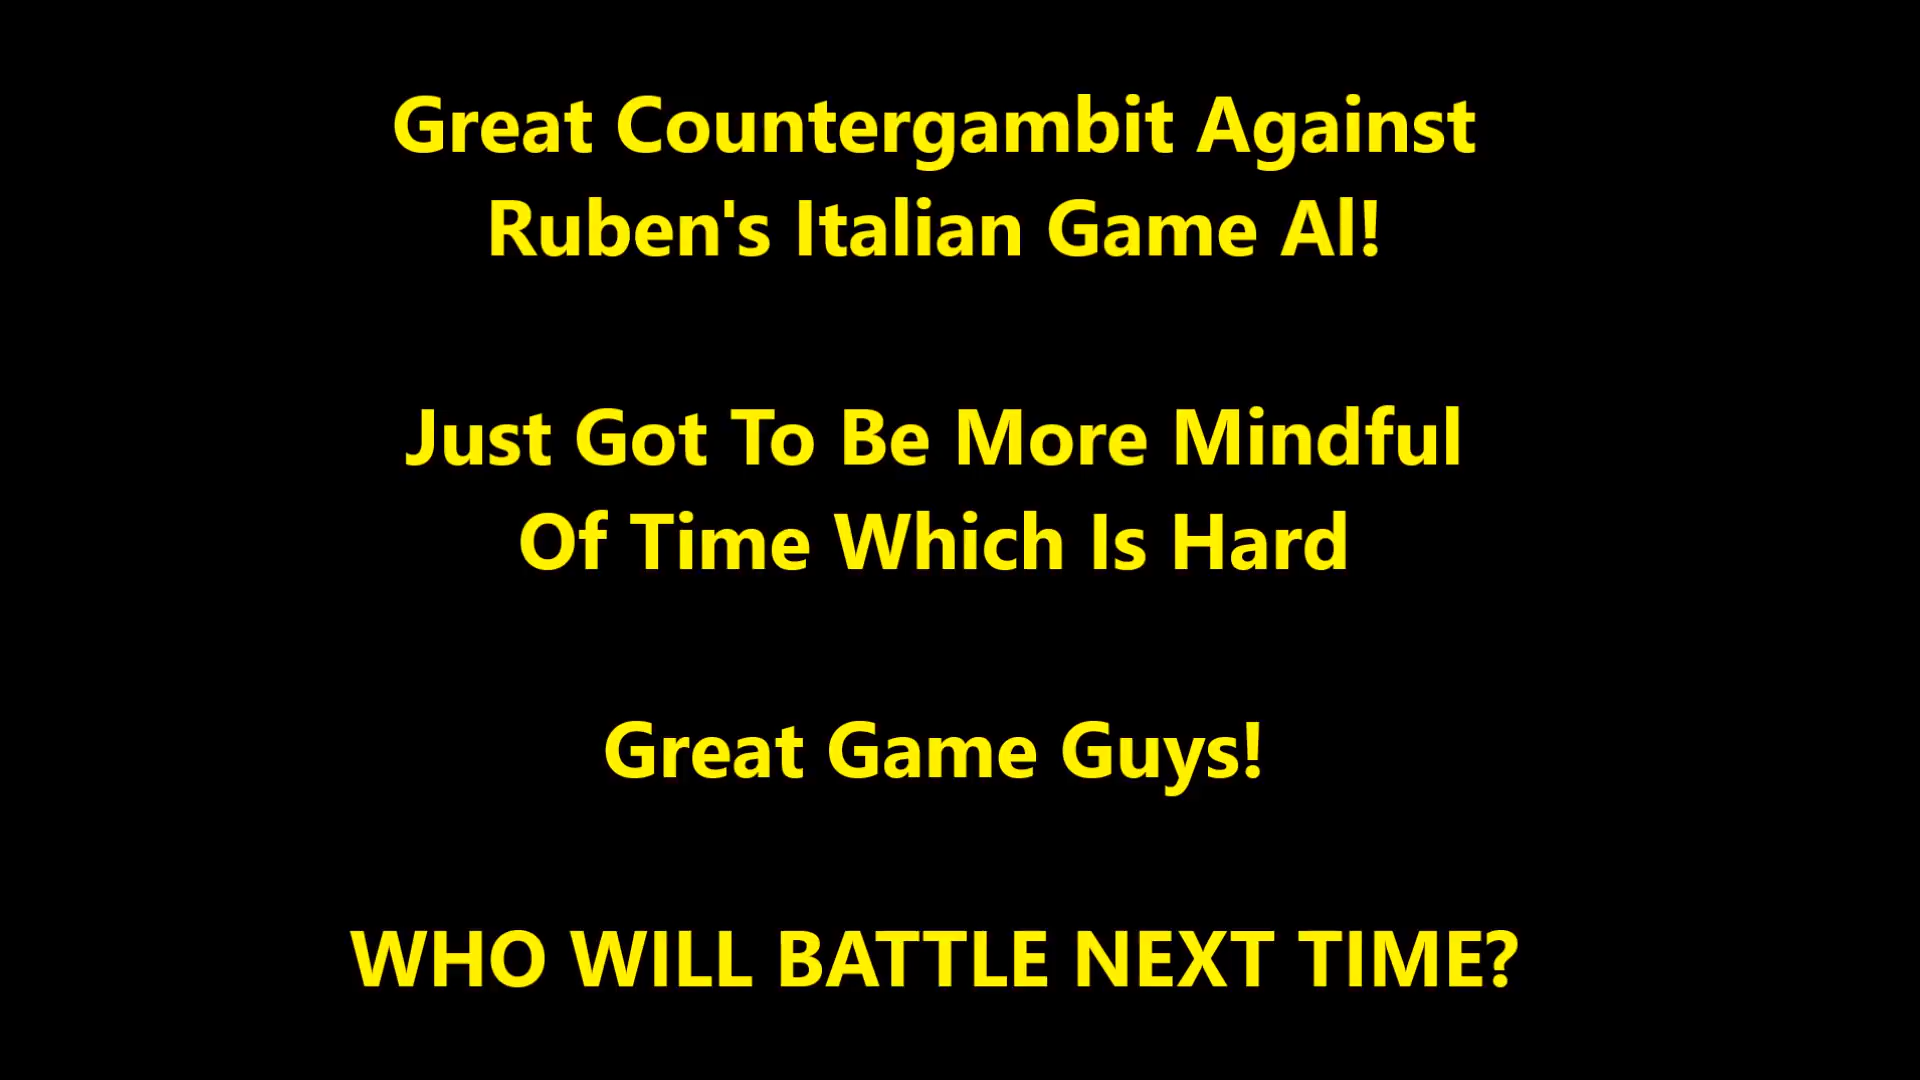 Great Countergambit Against
Ruben's Italian Game Al!
Just Got To Be More Mindful
Of Time Which Is Hard
Great Game Guys!
WHO WILL BATTLE NEXT TIME?